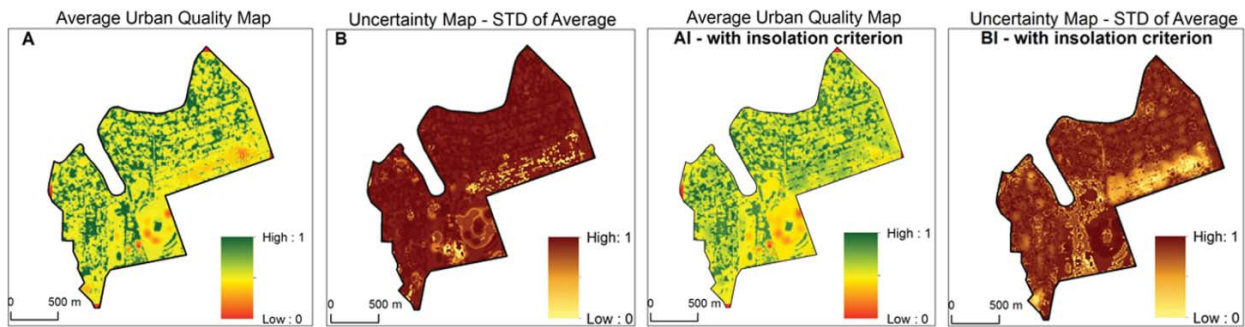 Average Urban Quality Map
A
High : 1
Low : 0
0
500 m
Uncertainty Map - STD of Average
B
High: 1
Low : 0
0
500 m
Average Urban Quality Map
AI - with insolation criterion
High : 1
Low : 0
0
500 m
Uncertainty Map - STD of Average
BI - with insolation criterion
High: 1
Low : 0
0
500 m